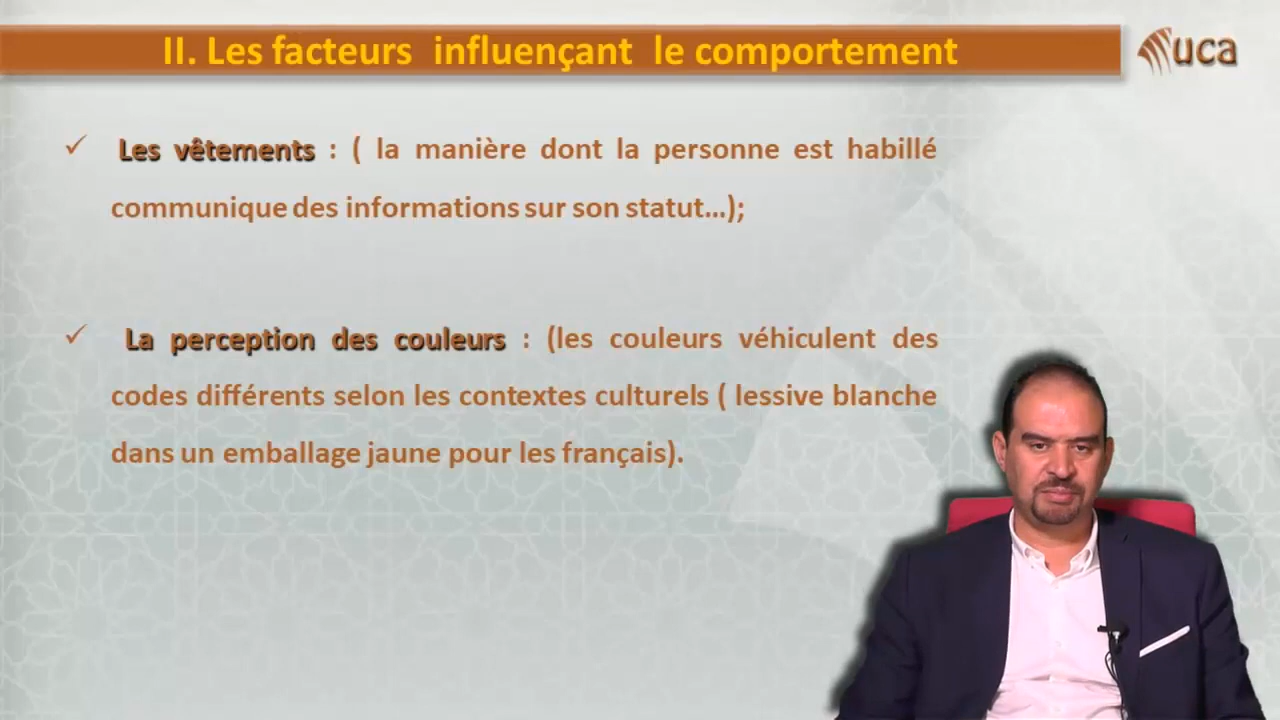 II. Les facteurs influençant le comportement
uca
✓ Les vêtements : ( la manière dont la personne est habillé
communique des informations sur son statut...);
✓ La perception des couleurs : (les couleurs véhiculent des
codes différents selon les contextes culturels ( lessive blanche
dans un emballage jaune pour les français).